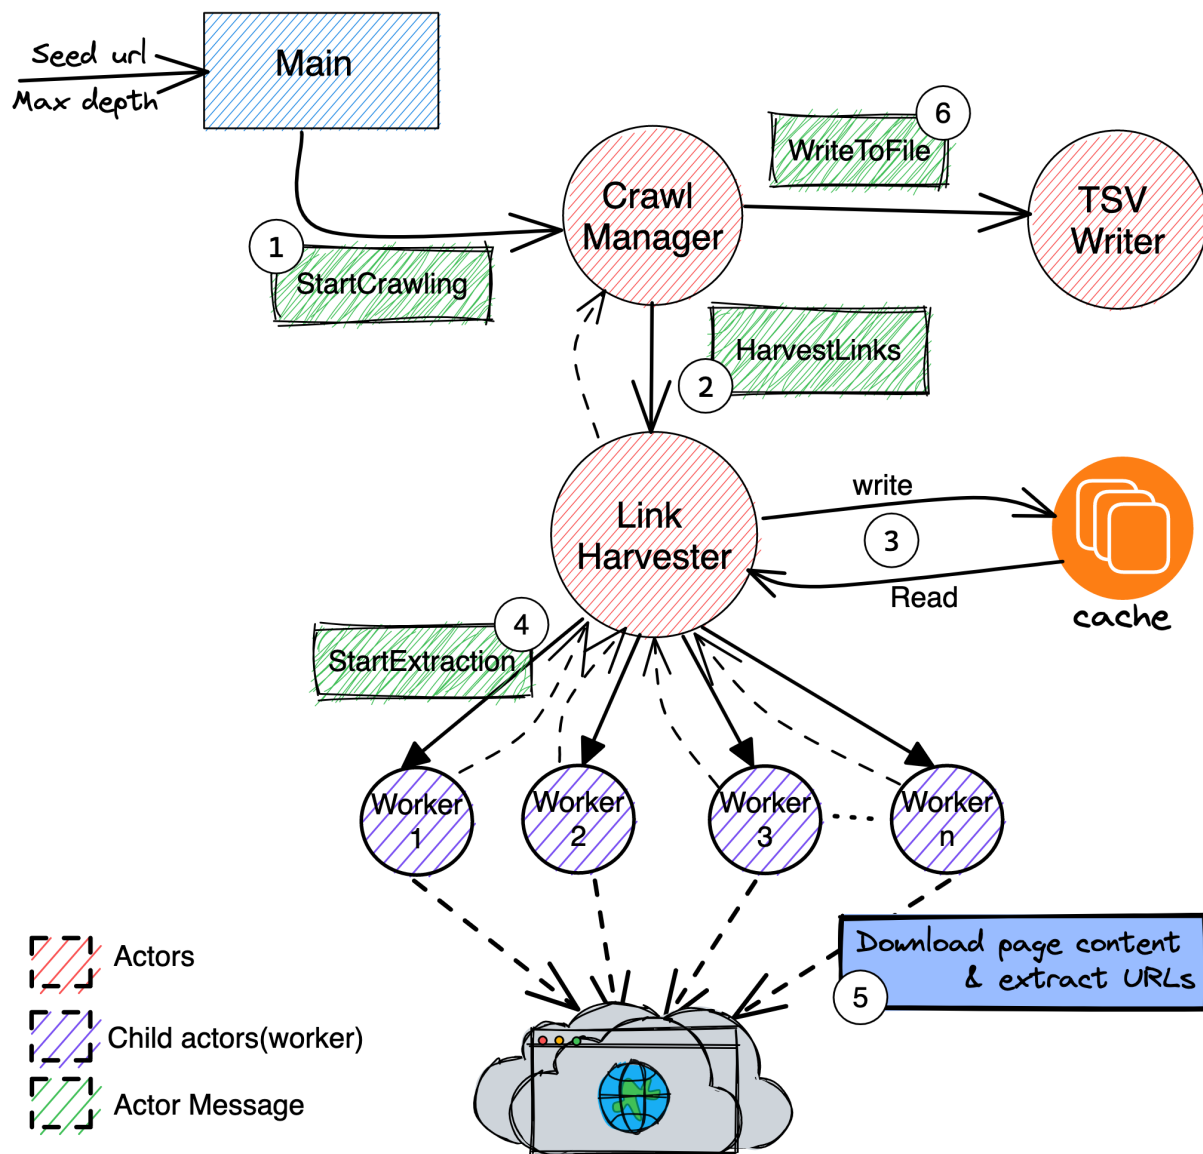 Seed url
Max depth
Main
6
WriteToFile
Crawl
Manager
TSV
Writer
1
StartCrawling
HarvestLinks
2
Link
Harvester
write
3
Read
cache
4
StartExtraction
Worker
1
Worker
2
Worker
3
...
Worker
n
Download page content
& extract URLs
5
Actors
Child actors(worker)
Actor Message